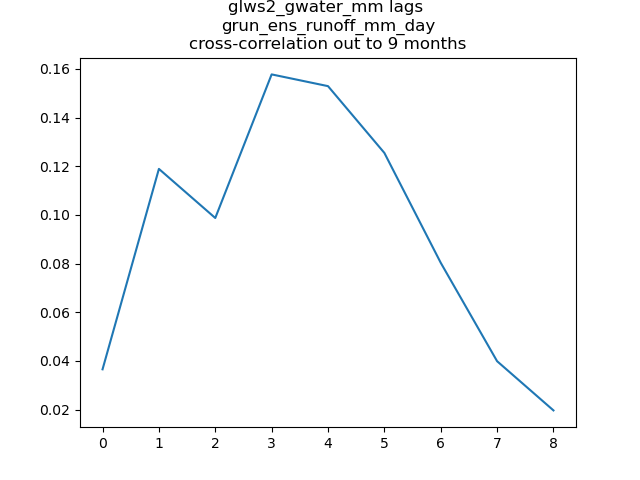 glws2_gwater_mm lags
grun_ens_runoff_mm_day
cross-correlation out to 9 months
0.16
0.14
0.12
0.10
0.08
0.06
0.04
0.02
0 1 2 3 4 5 6 7 8